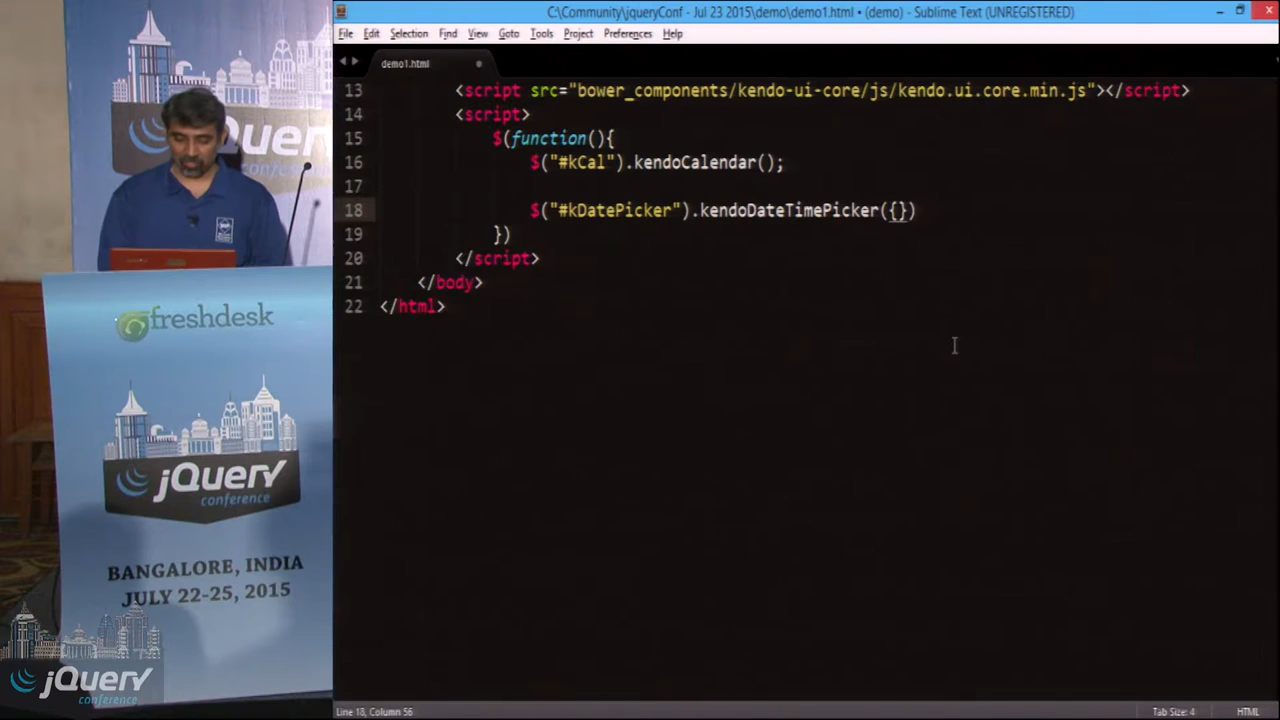 C:\Community\jqueryConf - Jul 23 2015\demo\demo1.html • (demo) - Sublime Text (UNREGISTERED)
File Edit Selection Find View Goto Tools Project Preferences Help
demo1.html
13 <script src="bower_components/kendo-ui-core/js/kendo.ui.core.min.js"></script>
14 <script>
15 $(function(){
16 $("#kCal").kendoCalendar();
17
18 $("#kDatePicker").kendoDateTimePicker({})
19 })
20 </script>
21 </body>
22 </html>
Line 18, Column 56
Tab Size: 4
HTML
jQuery
conference
freshdesk
jQuery
conference
BANGALORE, INDIA
JULY 22-25, 2015
jQuery
conference